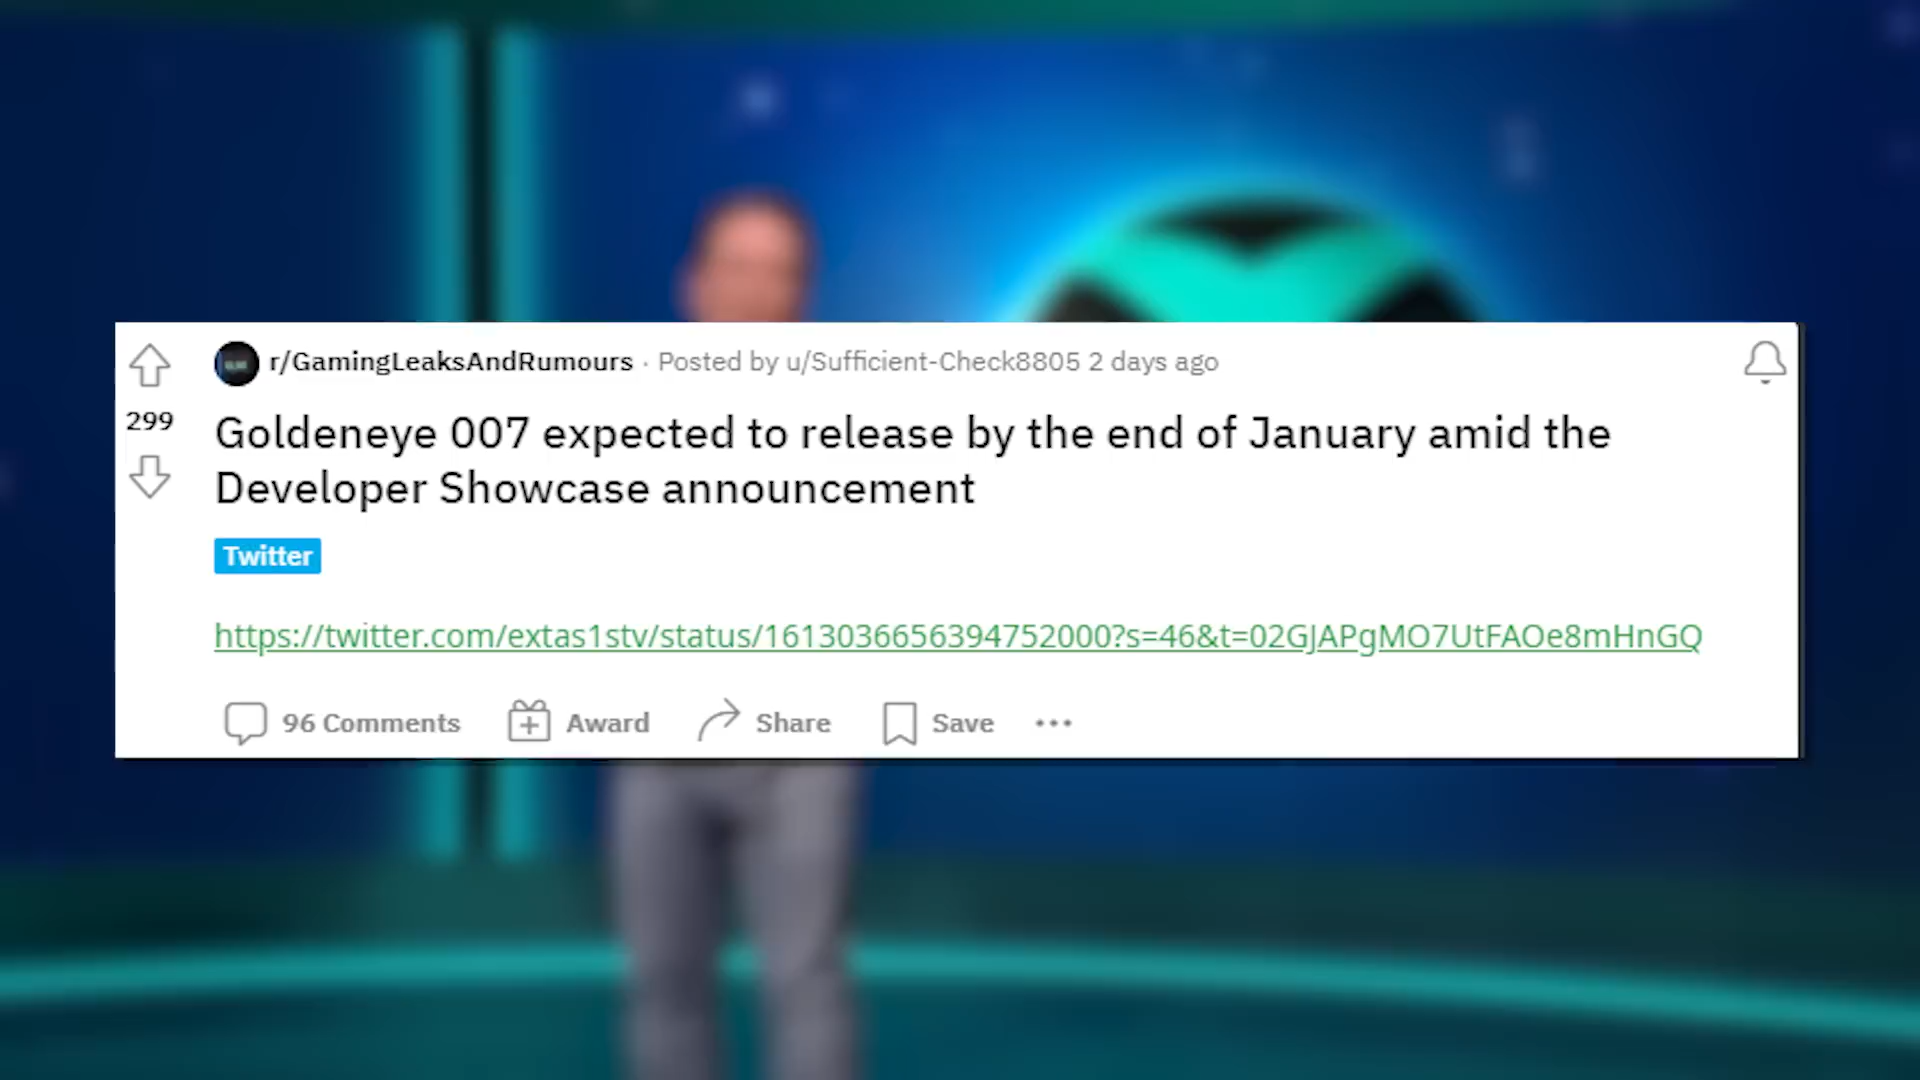 r/GamingLeaksAndRumours · Posted by u/Sufficient-Check8805 2 days ago
299
Goldeneye 007 expected to release by the end of January amid the
Developer Showcase announcement
Twitter
https://twitter.com/extas1stv/status/1613036656394752000?s=46&t=02GJAPgMO7UtFAOe8mHnGQ
96 Comments Award Share Save ...